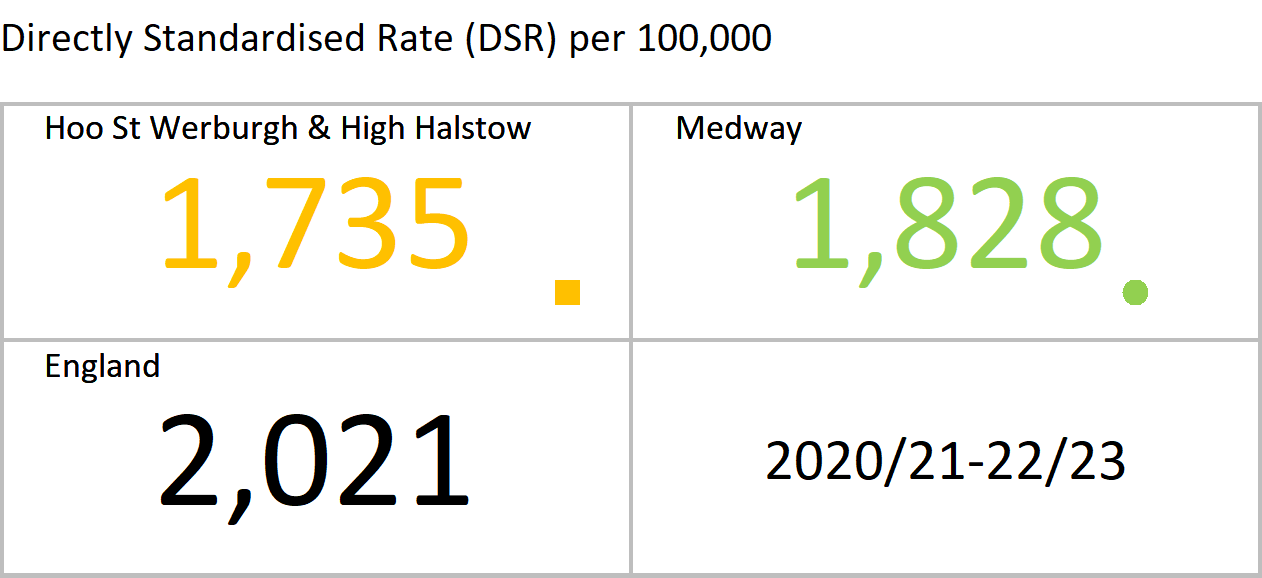 Directly Standardised Rate (DSR) per 100,000
Hoo St Werburgh & High Halstow
1,735
Medway
1,828
England
2,021
2020/21-22/23